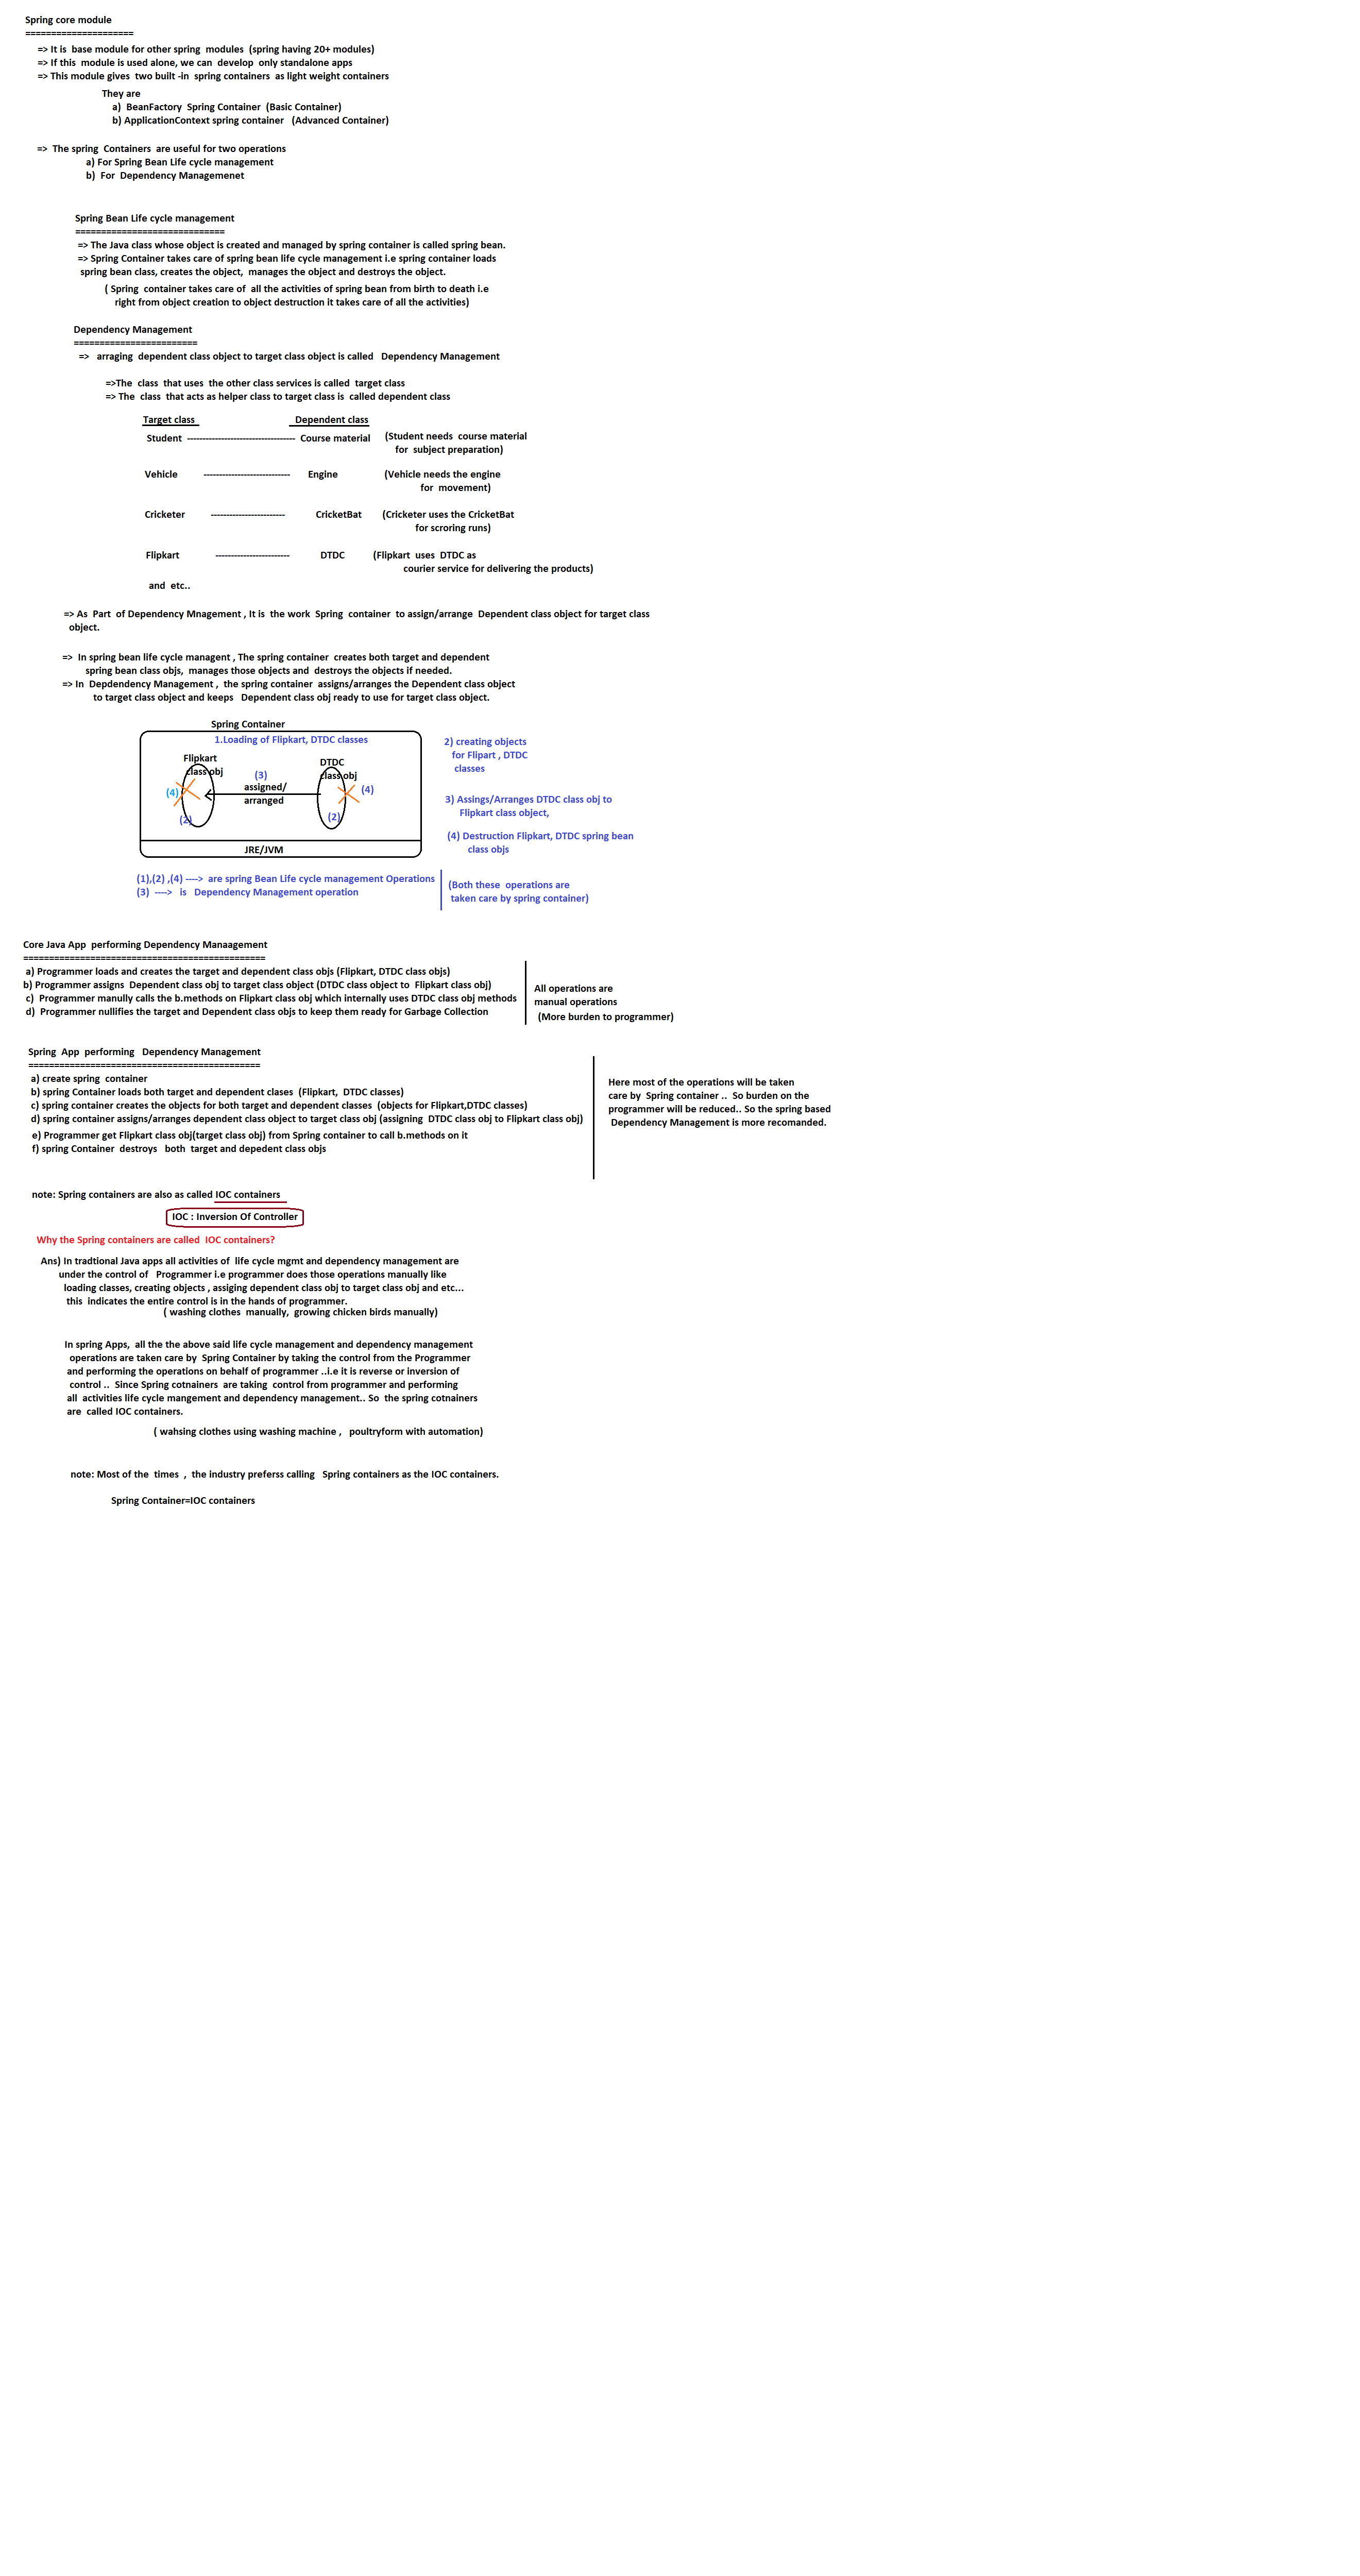 Spring core module
=====================
=> It is base module for other spring modules (spring having 20+ modules)
=> If this module is used alone, we can develop only standalone apps
=> This module gives two built -in spring containers as light weight containers
They are
a) BeanFactory Spring Container (Basic Container)
b) ApplicationContext spring container (Advanced Container)
=> The spring Containers are useful for two operations
a) For Spring Bean Life cycle management
b) For Dependency Managemenet
Spring Bean Life cycle management
=============================
=> The Java class whose object is created and managed by spring container is called spring bean.
=> Spring Container takes care of spring bean life cycle management i.e spring container loads
spring bean class, creates the object, manages the object and destroys the object.
( Spring container takes care of all the activities of spring bean from birth to death i.e
right from object creation to object destruction it takes care of all the activities)
Dependency Management
========================
=> arraging dependent class object to target class object is called Dependency Management
=>The class that uses the other class services is called target class
=> The class that acts as helper class to target class is called dependent class
Target class Dependent class
Student ----------------------------------- Course material (Student needs course material
for subject preparation)
Vehicle ---------------------------- Engine (Vehicle needs the engine
for movement)
Cricketer ------------------------ CricketBat (Cricketer uses the CricketBat
for scroring runs)
Flipkart ------------------------ DTDC (Flipkart uses DTDC as
courier service for delivering the products)
and etc..
=> As Part of Dependency Mnagement , It is the work Spring container to assign/arrange Dependent class object for target class
object.
=> In spring bean life cycle managent , The spring container creates both target and dependent
spring bean class objs, manages those objects and destroys the objects if needed.
=> In Depdendency Management , the spring container assigns/arranges the Dependent class object
to target class object and keeps Dependent class obj ready to use for target class object.
Spring Container
1.Loading of Flipkart, DTDC classes
Flipkart
class obj
DTDC
class obj
(3)
assigned/
arranged
(4)
(4)
(2)
(2)
JRE/JVM
2) creating objects
for Flipart , DTDC
classes
3) Assings/Arranges DTDC class obj to
Flipkart class object,
(4) Destruction Flipkart, DTDC spring bean
class objs
(1),(2) ,(4) ----> are spring Bean Life cycle management Operations
(3) ----> is Dependency Management operation
(Both these operations are
taken care by spring container)
Core Java App performing Dependency Manaagement
===============================================
a) Programmer loads and creates the target and dependent class objs (Flipkart, DTDC class objs)
b) Programmer assigns Dependent class obj to target class object (DTDC class object to Flipkart class obj)
c) Programmer manully calls the b.methods on Flipkart class obj which internally uses DTDC class obj methods
d) Programmer nullifies the target and Dependent class objs to keep them ready for Garbage Collection
All operations are
manual operations
(More burden to programmer)
Spring App performing Dependency Management
=============================================
a) create spring container
b) spring Container loads both target and dependent clases (Flipkart, DTDC classes)
c) spring container creates the objects for both target and dependent classes (objects for Flipkart,DTDC classes)
d) spring container assigns/arranges dependent class object to target class obj (assigning DTDC class obj to Flipkart class obj)
e) Programmer get Flipkart class obj(target class obj) from Spring container to call b.methods on it
f) spring Container destroys both target and depedent class objs
Here most of the operations will be taken
care by Spring container .. So burden on the
programmer will be reduced.. So the spring based
Dependency Management is more recomanded.
note: Spring containers are also as called IOC containers
IOC : Inversion Of Controller
Why the Spring containers are called IOC containers?
Ans) In tradtional Java apps all activities of life cycle mgmt and dependency management are
under the control of Programmer i.e programmer does those operations manually like
loading classes, creating objects , assiging dependent class obj to target class obj and etc...
this indicates the entire control is in the hands of programmer.
( washing clothes manually, growing chicken birds manually)
In spring Apps, all the the above said life cycle management and dependency management
operations are taken care by Spring Container by taking the control from the Programmer
and performing the operations on behalf of programmer ..i.e it is reverse or inversion of
control .. Since Spring cotnainers are taking control from programmer and performing
all activities life cycle mangement and dependency management.. So the spring cotnainers
are called IOC containers.
( wahsing clothes using washing machine , poultryform with automation)
note: Most of the times , the industry preferss calling Spring containers as the IOC containers.
Spring Container=IOC containers